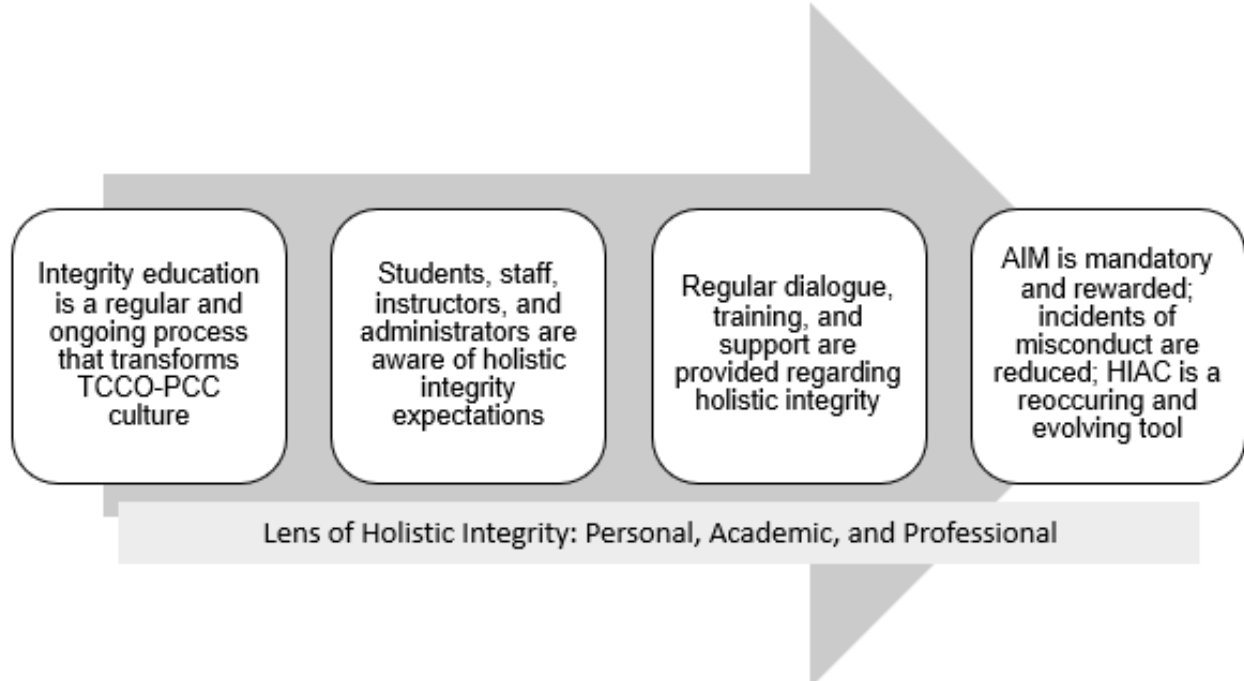 Integrity education
is a regular and
ongoing process
that transforms
TCCO-PCC
culture
Students, staff,
instructors, and
administrators are
aware of holistic
integrity
expectations
Regular dialogue,
training, and
support are
provided regarding
holistic integrity
AIM is mandatory
and rewarded;
incidents of
misconduct are
reduced; HIAC is a
reoccuring and
evolving tool
Lens of Holistic Integrity: Personal, Academic, and Professional